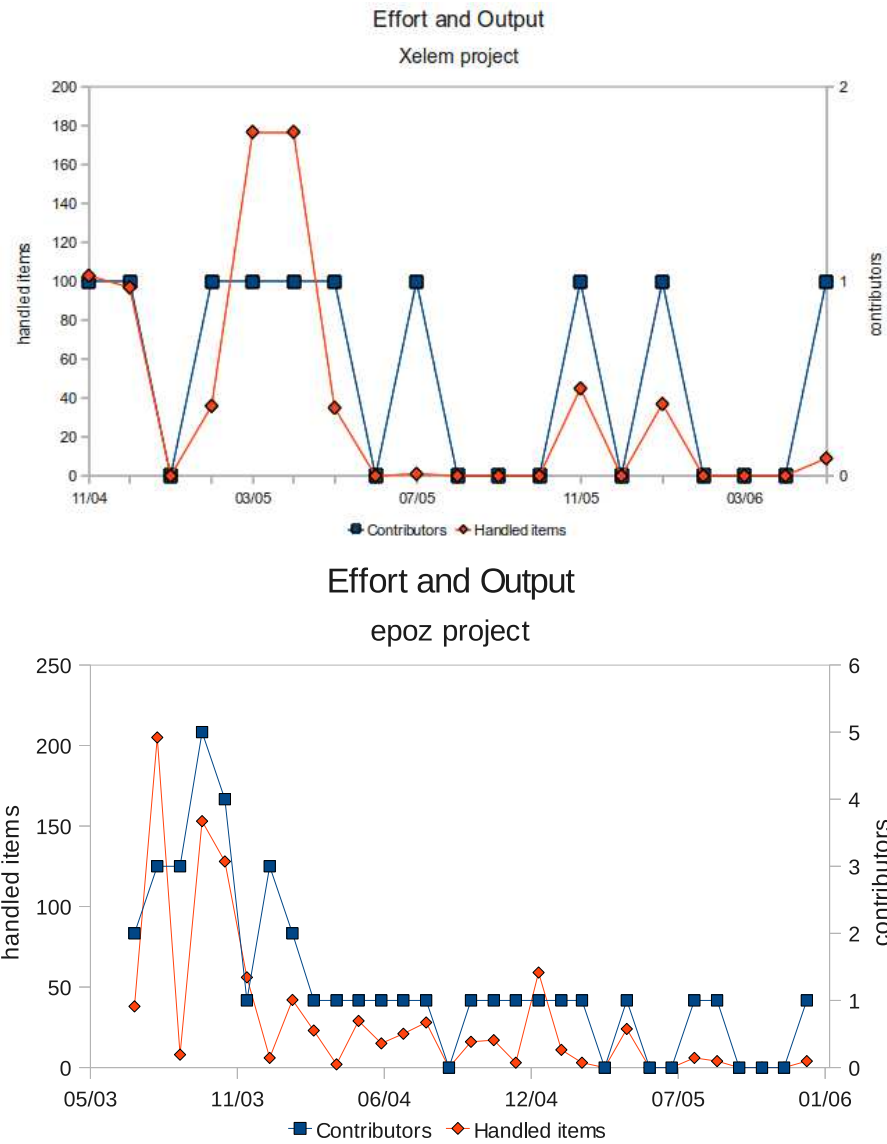 Effort and Output
Xelem project
200
180
160
140
120
100
80
60
40
20
0
handled items
2
1
0
contributors
11/04 03/05 07/05 11/05 03/06
Contributors Handled items
Effort and Output
epoz project
250
200
150
100
50
0
handled items
6
5
4
3
2
1
0
contributors
05/03 11/03 06/04 12/04 07/05 01/06
Contributors Handled items